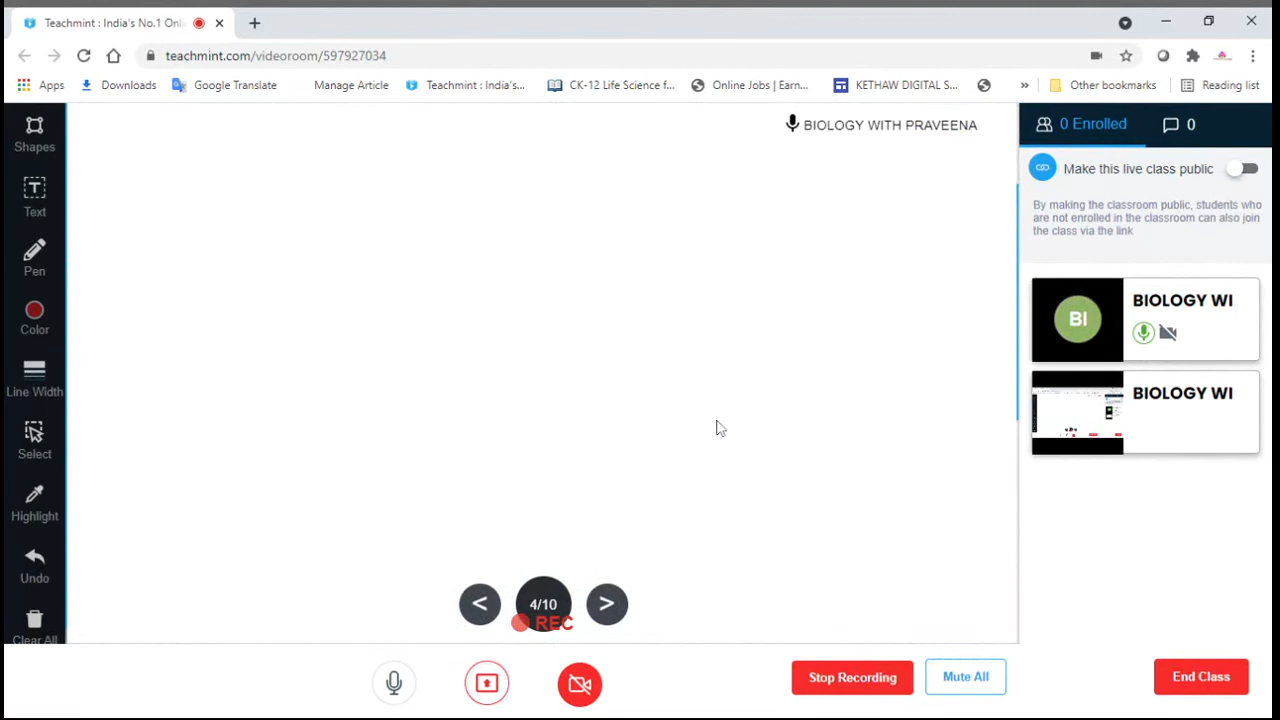 Teachmint : India's No.1 Onl
teachmint.com/videoroom/597927034
Apps
Downloads
Google Translate
Manage Article
Teachmint : India's...
CK-12 Life Science f...
Online Jobs | Earn...
KETHAW DIGITAL S...
»
Other bookmarks
Reading list
Shapes
Text
Pen
Color
Line Width
Select
Highlight
Undo
Clear All
BIOLOGY WITH PRAVEENA
0 Enrolled
0
Make this live class public
By making the classroom public, students who
are not enrolled in the classroom can also join
the class via the link
BI
BIOLOGY WI
BIOLOGY WI
< 4/10 >
REC
Stop Recording
Mute All
End Class